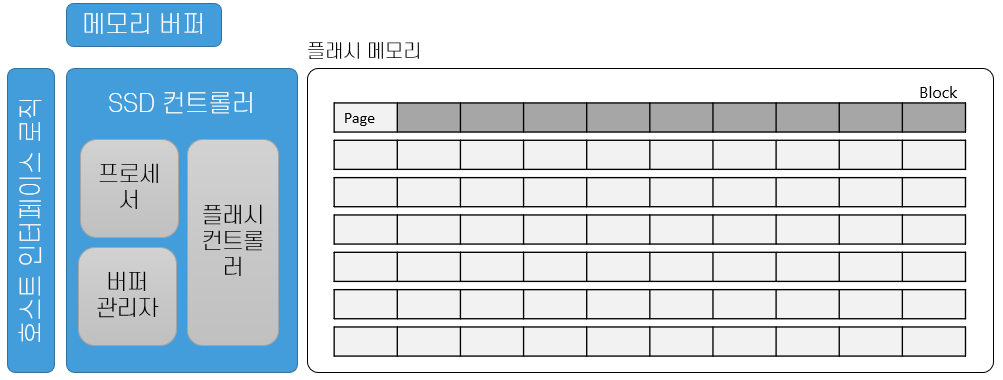 메모리 버퍼
플래시 메모리
호스트 인터페이스 로직
SSD 컨트롤러
프로세
서
버퍼
관리자
플래시
컨트롤
러
Block
Page